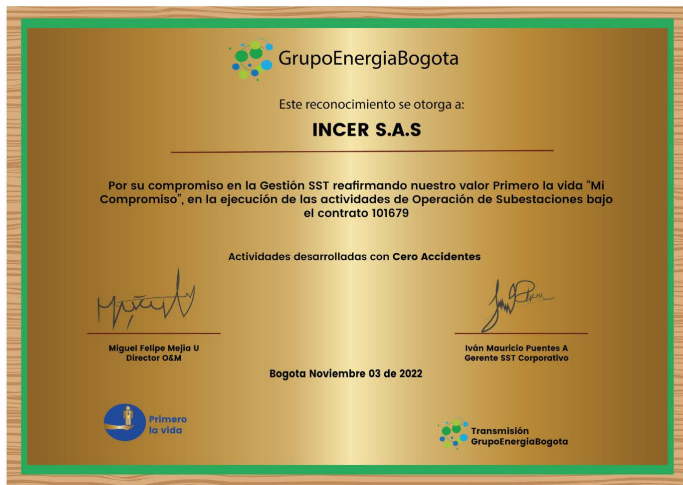 GrupoEnergiaBogota
Este reconocimiento se otorga a:
INCER S.A.S
Por su compromiso en la Gestión SST reafirmando nuestro valor Primero la vida "Mi
Compromiso", en la ejecución de las actividades de Operación de Subestaciones bajo
el contrato 101679
Actividades desarrolladas con Cero Accidentes
Miguel Felipe Mejia U
Director O&M
Iván Mauricio Puentes A
Gerente SST Corporativo
Bogota Noviembre 03 de 2022
Primero
la vida
Transmisión
GrupoEnergiaBogota